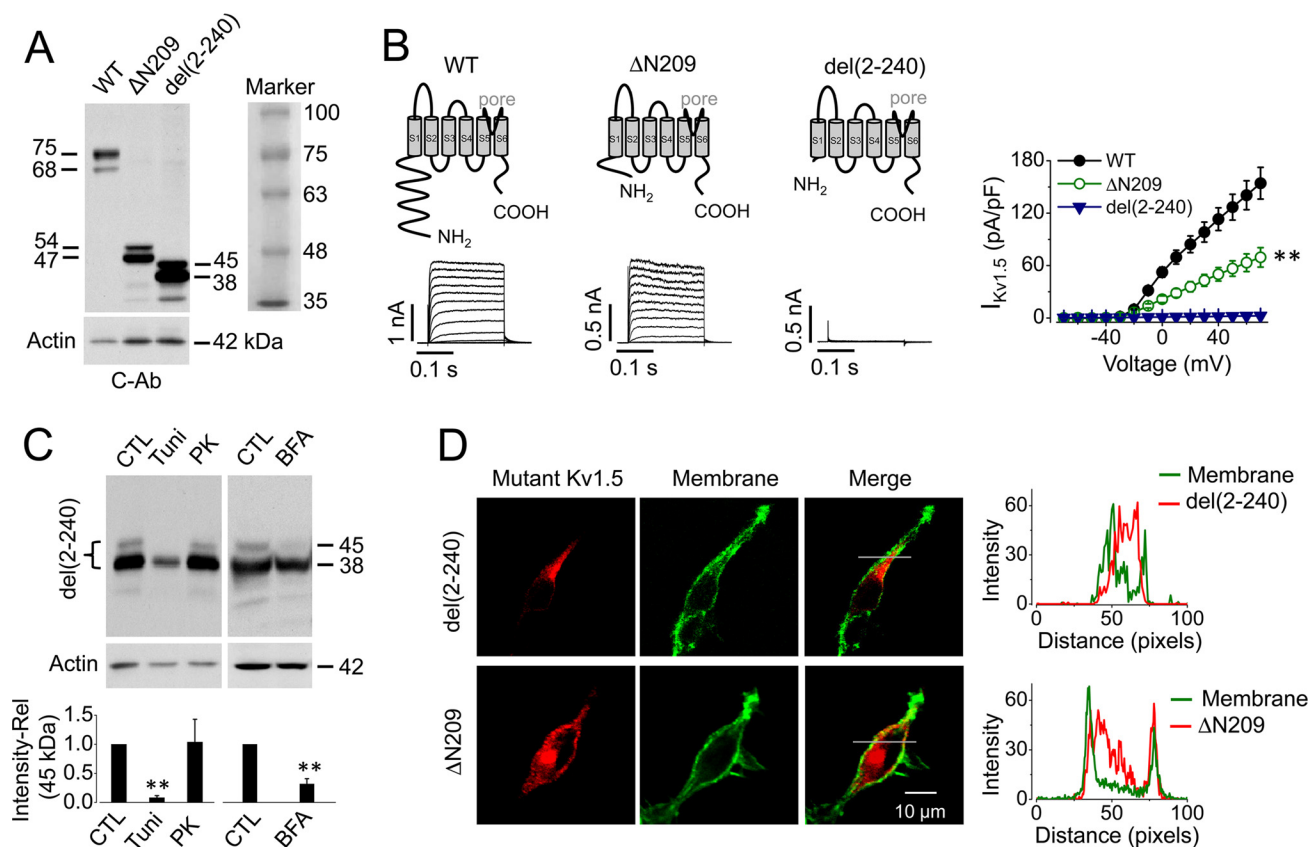 A
WT
ΔN209
del(2-240)
Marker
75
68
54
47
45
38
100
75
63
48
35
Actin
42 kDa
C-Ab
B
WT
ΔN209
del(2-240)
pore
pore
pore
S1 S2 S3 S4 S5 S6
S1 S2 S3 S4 S5 S6
S1 S2 S3 S4 S5 S6
NH2
COOH
NH2
COOH
NH2
COOH
1 nA
0.1 s
0.5 nA
0.1 s
0.5 nA
0.1 s
WT
ΔN209
del(2-240)
IKv1.5 (pA/pF)
180
120
60
0
**
-40 0 40
Voltage (mV)
C
CTL
Tuni
PK
CTL
BFA
del(2-240)
45
38
Actin
42
Intensity-Rel
(45 kDa)
1.5
1.0
0.5
0.0
**
**
CTL
Tuni
PK
CTL
BFA
D
Mutant Kv1.5
Membrane
Merge
del(2-240)
ΔN209
10 µm
Membrane
del(2-240)
Intensity
60
30
0
0 50 100
Distance (pixels)
Membrane
ΔN209
Intensity
60
30
0
0 50 100
Distance (pixels)